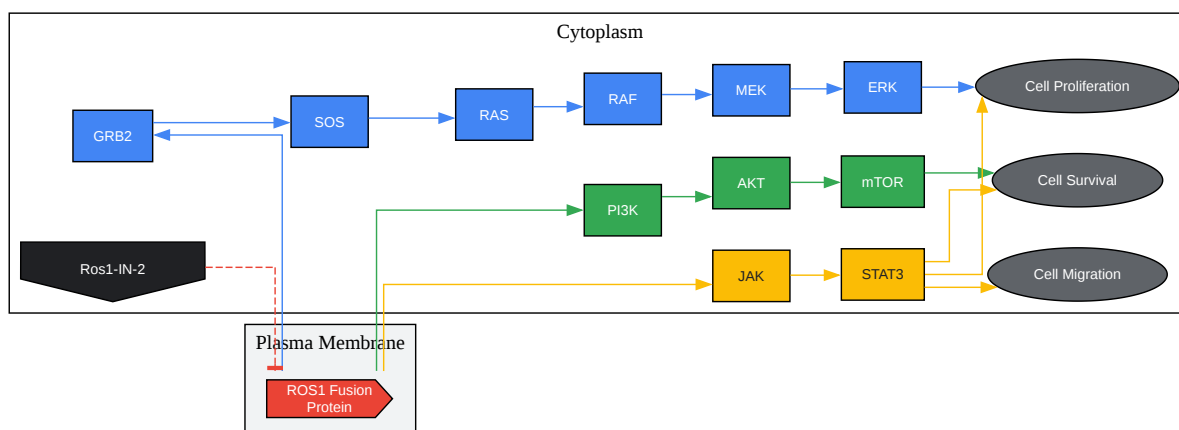 Cytoplasm
GRB2
SOS
RAS
RAF
MEK
ERK
Cell Proliferation
PI3K
AKT
mTOR
Cell Survival
Ros1-IN-2
JAK
STAT3
Cell Migration
Plasma Membrane
ROS1 Fusion
Protein